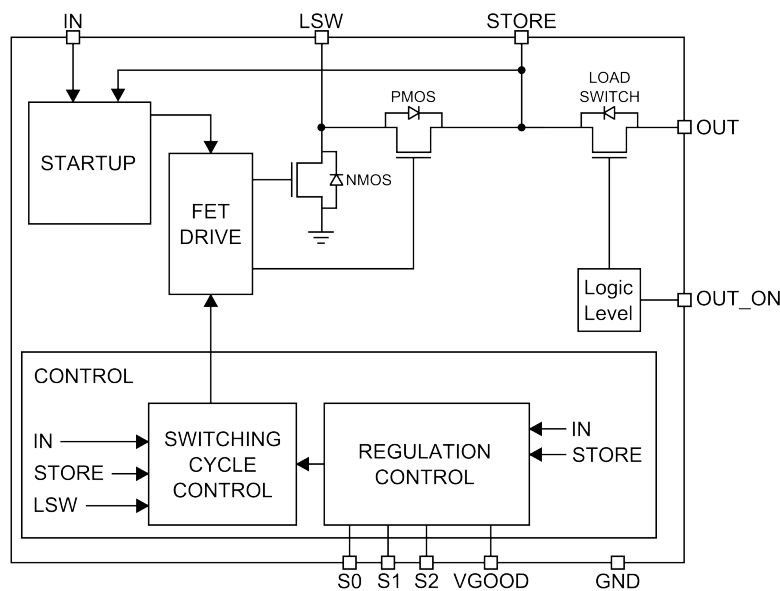 IN
LSW
STORE
PMOS
LOAD
SWITCH
OUT
STARTUP
NMOS
FET
DRIVE
Logic
Level
OUT_ON
CONTROL
IN
STORE
LSW
SWITCHING
CYCLE
CONTROL
REGULATION
CONTROL
IN
STORE
S0
S1
S2
VGOOD
GND